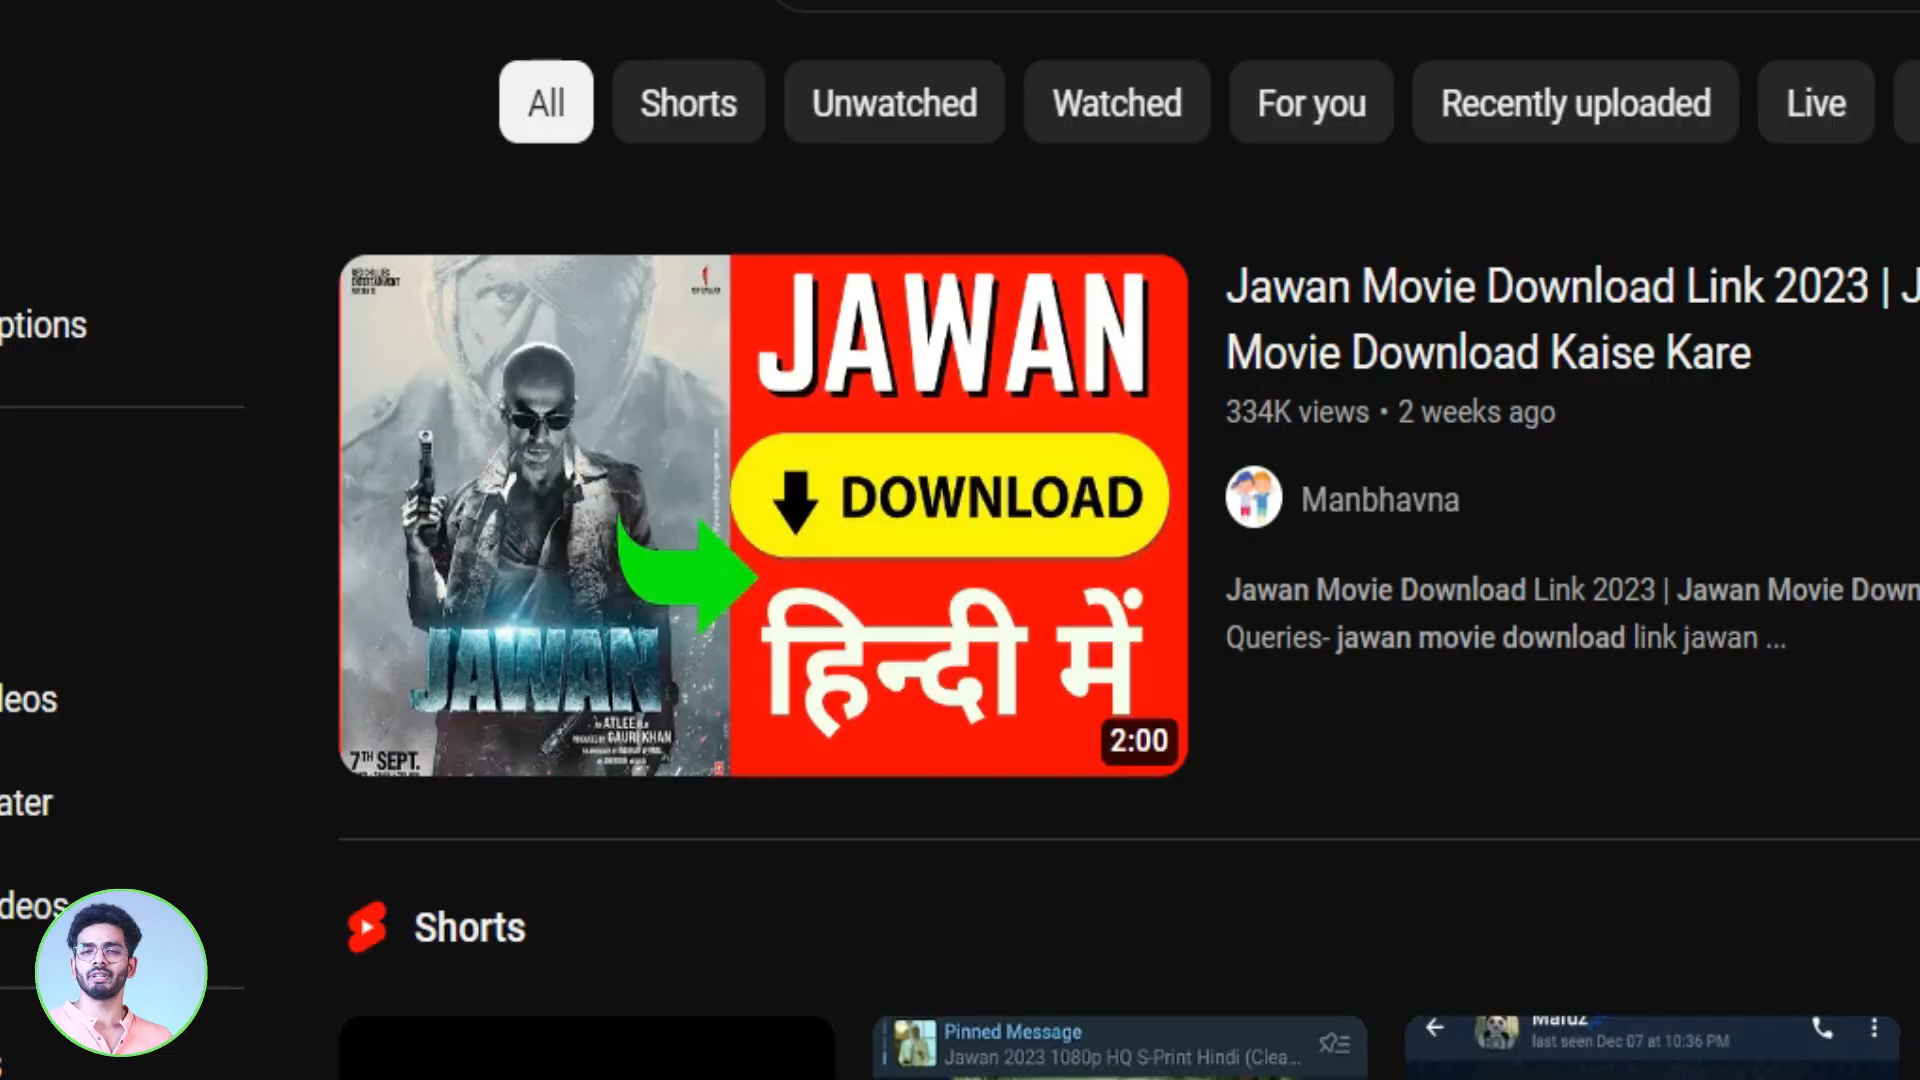 All
Shorts
Unwatched
Watched
For you
Recently uploaded
Live
ptions
JAWAN
DOWNLOAD
हिन्दी में
JAWAN
ATLEE
GAURI KHAN
7TH SEPT.
2:00
Jawan Movie Download Link 2023 | J
Movie Download Kaise Kare
334K views • 2 weeks ago
Manbhavna
Jawan Movie Download Link 2023 | Jawan Movie Down
Queries- jawan movie download link jawan ...
leos
ater
deos
Shorts
Pinned Message
Jawan 2023 1080p HQ S-Print Hindi (Clea...
Mafuz
last seen Dec 07 at 10:36 PM